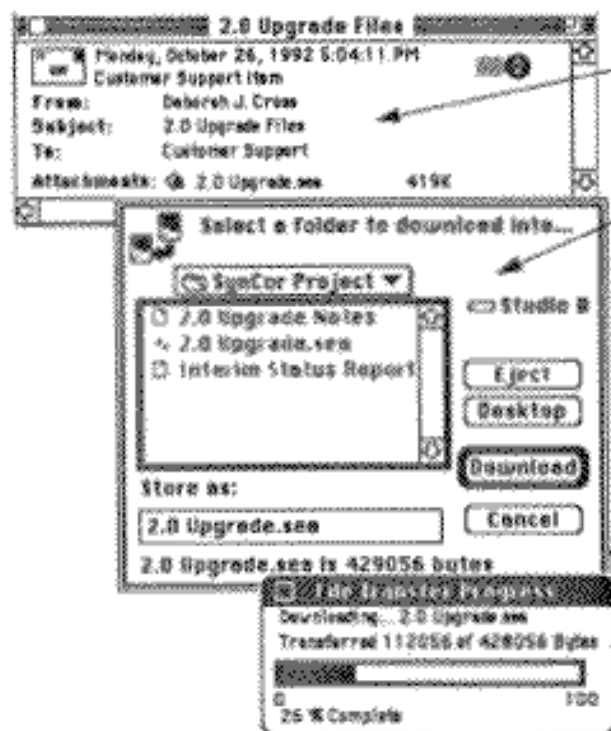 2.0 Upgrade Files
Monday, October 26, 1992 5:04:11 PM
Customer Support Item
From: Deborah J. Cross
Subject: 2.0 Upgrade Files
To: Customer Support
Attachments: 2.0 Upgrade.sea 419K
Select a folder to download into...
SynCor Project
Studio B
2.0 Upgrade Notes
2.0 Upgrade.sea
Interim Status Report
Eject
Desktop
Download
Store as:
2.0 Upgrade.sea
Cancel
2.0 Upgrade.sea is 429056 bytes
File Transfer Progress
Downloading... 2.0 Upgrade.sea
Transferred 112056 of 428056 Bytes
0 100
26 % Complete